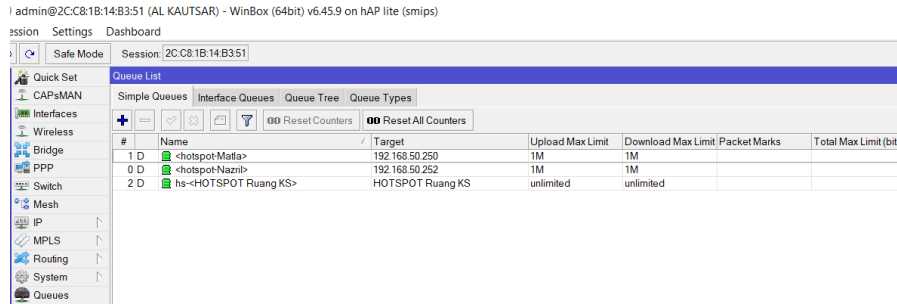 admin@2C:C8:1B:14:B3:51 (AL KAUTSAR) - WinBox (64bit) v6.45.9 on hAP lite (smips)
ession Settings Dashboard
Safe Mode Session: 2C:C8:1B:14:B3:51
Quick Set
CAPsMAN
Interfaces
Wireless
Bridge
PPP
Switch
Mesh
IP
MPLS
Routing
System
Queues
Queue List
Simple Queues Interface Queues Queue Tree Queue Types
00 Reset Counters 00 Reset All Counters
# Name Target Upload Max Limit Download Max Limit Packet Marks Total Max Limit (bit
1 D <hotspot-Matla> 192.168.50.250 1M 1M
0 D <hotspot-Nazril> 192.168.50.252 1M 1M
2 D hs-<HOTSPOT Ruang KS> HOTSPOT Ruang KS unlimited unlimited